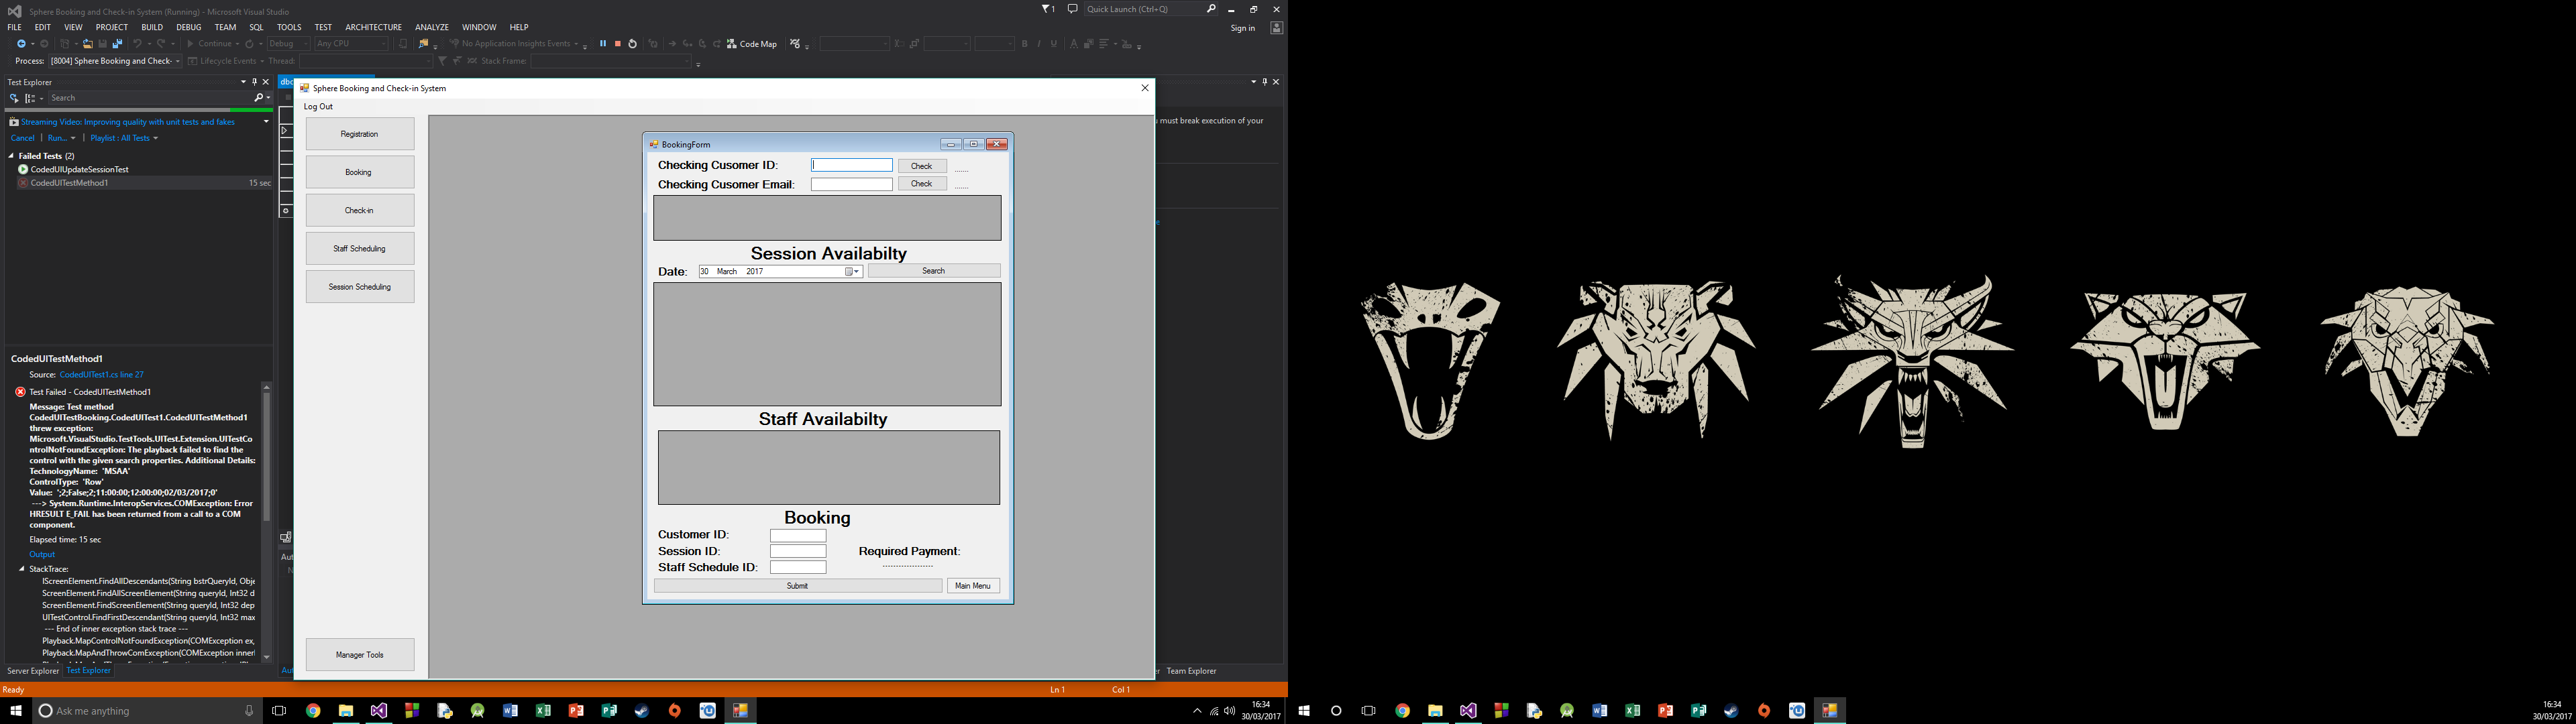 Sphere Booking and Check-in System (Running) - Microsoft Visual Studio
1
Quick Launch (Ctrl+Q)
FILE EDIT VIEW PROJECT BUILD DEBUG TEAM SQL TOOLS TEST ARCHITECTURE ANALYZE WINDOW HELP
Sign in
Continue Debug Any CPU No Application Insights Events Code Map
Process: [8004] Sphere Booking and Check- Lifecycle Events Thread: Stack Frame:
Test Explorer
Search
Streaming Video: Improving quality with unit tests and fakes
Cancel | Run... | Playlist : All Tests
Failed Tests (2)
CodedUIUpdateSessionTest
CodedUITestMethod1 15 sec
CodedUITestMethod1
Source: CodedUITest1.cs line 27
Test Failed - CodedUITestMethod1
Message: Test method
CodedUITestBooking.CodedUITest1.CodedUITestMethod1
threw exception:
Microsoft.VisualStudio.TestTools.UITest.Extension.UITestCo
ntrolNotFoundException: The playback failed to find the
control with the given search properties. Additional Details:
TechnologyName: 'MSAA'
ControlType: 'Row'
Value: ';2;False;2;11:00:00;12:00:00;02/03/2017;0'
---> System.Runtime.InteropServices.COMException: Error
HRESULT E_FAIL has been returned from a call to a COM
component.
Elapsed time: 15 sec
Output
StackTrace:
IScreenElement.FindAllDescendants(String bstrQueryId, Obje
ScreenElement.FindAllScreenElement(String queryId, Int32 d
ScreenElement.FindScreenElement(String queryId, Int32 dep
UITestControl.FindFirstDescendant(String queryId, Int32 max
--- End of inner exception stack trace ---
Playback.MapControlNotFoundException(COMException ex,
Playback.MapAndThrowComException(COMException innerl
Server Explorer Test Explorer
Ready
Ln 1 Col 1
dbc
Sphere Booking and Check-in System
Log Out
Registration
Booking
Check-in
Staff Scheduling
Session Scheduling
Manager Tools
BookingForm
Checking Cusomer ID: Check .......
Checking Cusomer Email: Check .......
Session Availabilty
Date: 30 March 2017 Search
Staff Availabilty
Booking
Customer ID:
Session ID: Required Payment:
Staff Schedule ID: -------------------
Submit Main Menu
u must break execution of your
Team Explorer
Ask me anything
16:34
30/03/2017
16:34
30/03/2017